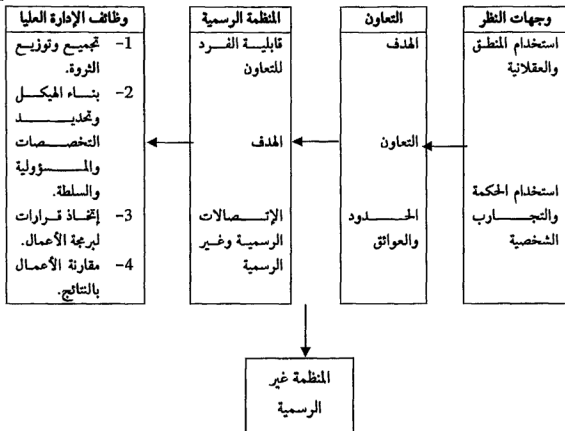 وجهات النظر
استخدام المنطق
والعقلانية
استخدام الحكمة
والتجارب
الشخصية
التعاون
الهدف
التعاون
الحدود
والعوائق
المنظمة الرسمية
قابلية الفرد
للتعاون
الهدف
الإتصالات
الرسمية وغير
الرسمية
وظائف الإدارة العليا
1- تجميع وتوزيع
الثروة.
2- بناء الهيكل
وتحديد
التخصصات
والمسؤولية
والسلطة.
3- إتخاذ قرارات
لبرمجة الأعمال.
4- مقارنة الأعمال
بالنتائج.
المنظمة غير
الرسمية